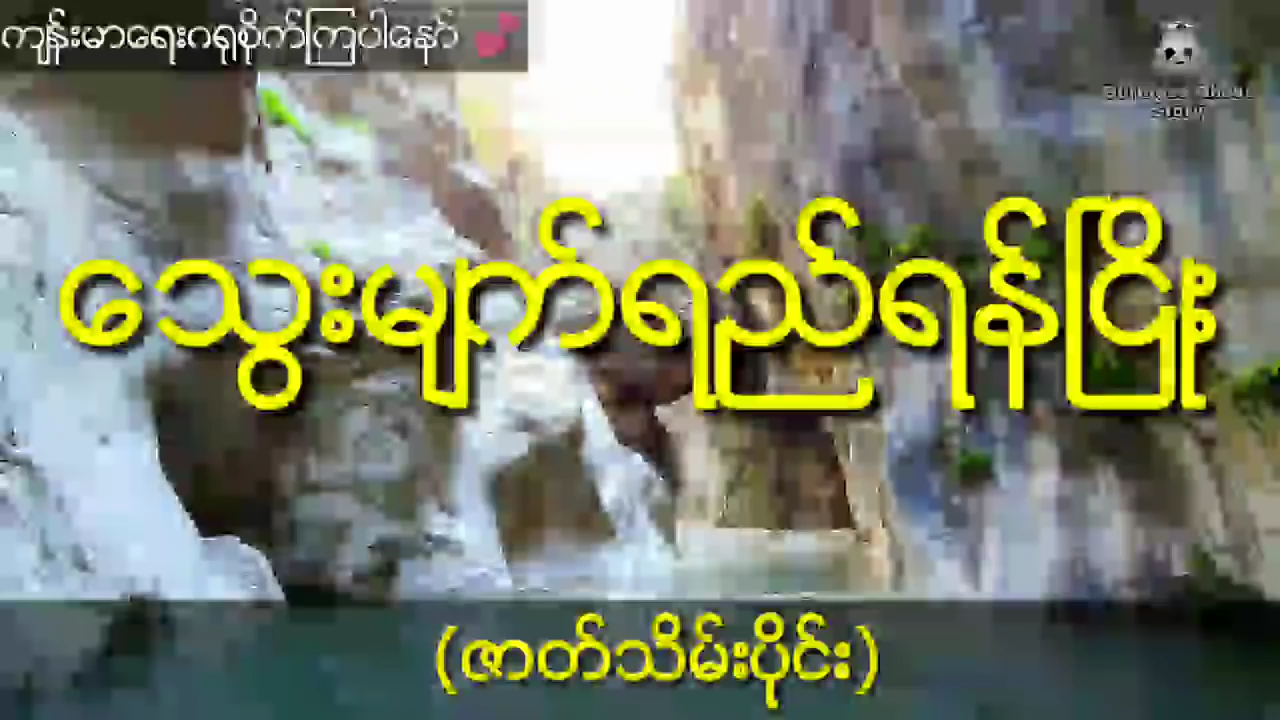 ကျန်းမာရေးဂရုစိုက်ကြပါနော် 💕
သွေးမျက်ရည်ရန်ငြိုး
(ဇာတ်သိမ်းပိုင်း)